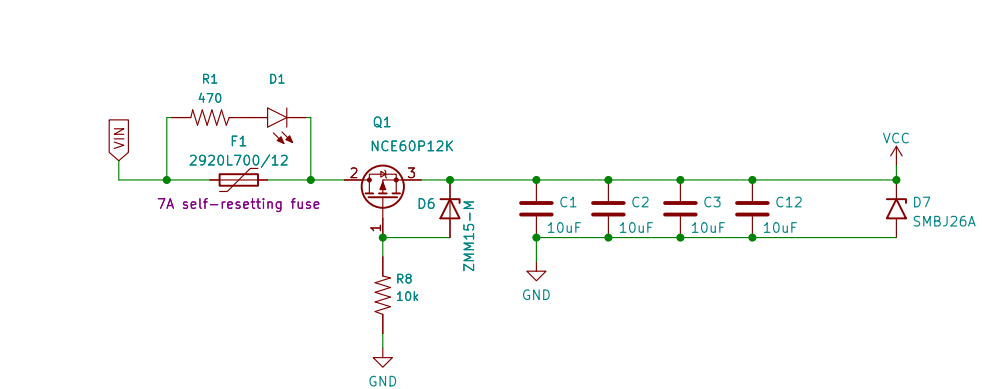 R1
470
D1
VIN
F1
2920L700/12
7A self-resetting fuse
Q1
NCE60P12K
2
3
1
D6
ZMM15-M
R8
10k
GND
C1
10uF
C2
10uF
C3
10uF
C12
10uF
GND
VCC
D7
SMBJ26A